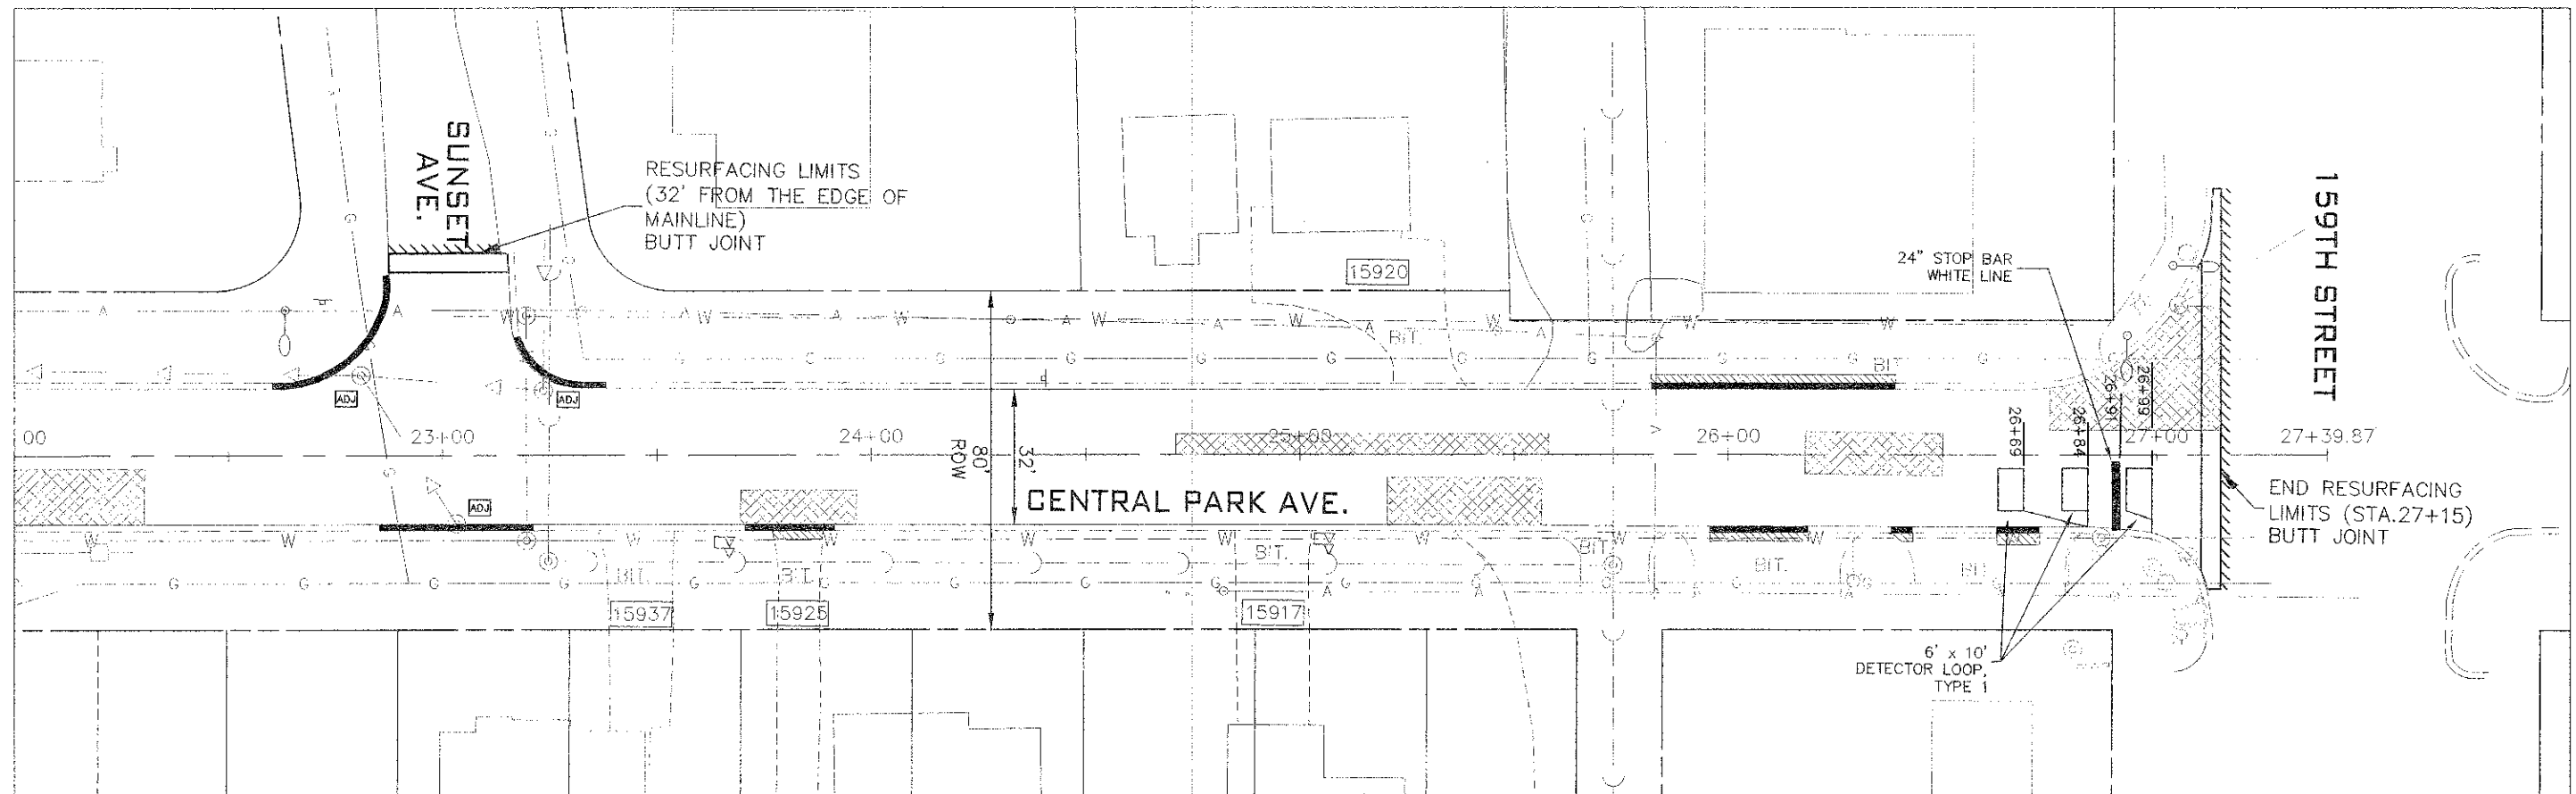 SUNSET
AVE.
RESURFACING LIMITS
(32' FROM THE EDGE OF
MAINLINE)
BUTT JOINT
15920
24" STOP BAR
WHITE LINE
159TH STREET
A
A
W
A
W
A
W
A
W
A
W
A
W
W
W
BIT.
G
G
G
G
G
G
G
G
G
ADJ
ADJ
00
23+00
24+00
25+00
26+00
26+69
26+84
26+91
26+99
27+00
27+39.87
80'
ROW
32'
CENTRAL PARK AVE.
END RESURFACING
LIMITS (STA.27+15)
BUTT JOINT
ADJ
W
W
W
W
W
W
W
W
W
BIT.
BIT.
BIT.
BIT.
BIT.
G
G
G
G
G
G
G
G
G
A
A
A
A
15937
15925
15917
6' x 10'
DETECTOR LOOP,
TYPE 1